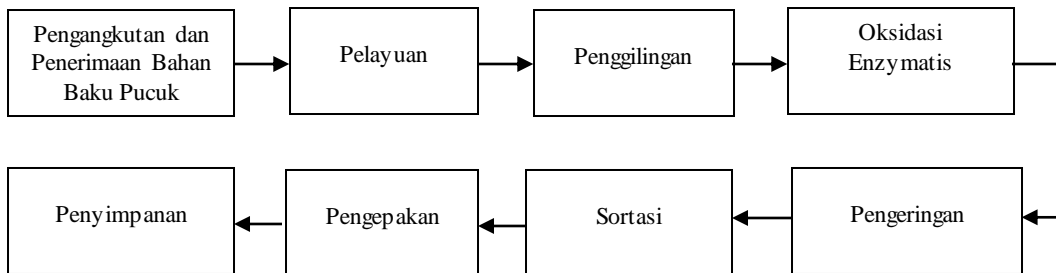 Pengangkutan dan
Penerimaan Bahan
Baku Pucuk
Pelayuan
Penggilingan
Oksidasi
Enzymatis
Penyimpanan
Pengepakan
Sortasi
Pengeringan